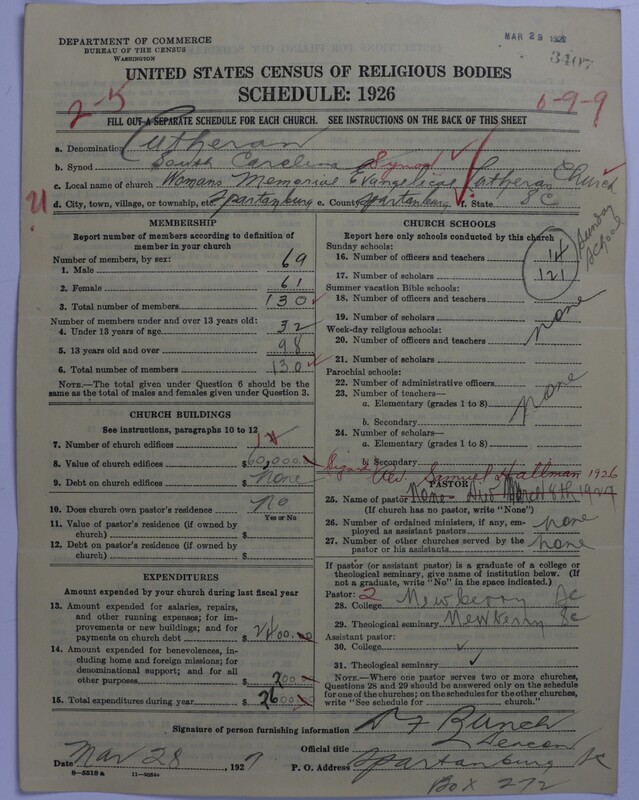 DEPARTMENT OF COMMERCE
BUREAU OF THE CENSUS
WASHINGTON
MAR 29 192
3407
UNITED STATES CENSUS OF RELIGIOUS BODIES
SCHEDULE: 1926
2-5
0-9-9
FILL OUT A SEPARATE SCHEDULE FOR EACH CHURCH. SEE INSTRUCTIONS ON THE BACK OF THIS SHEET
a. Denomination Lutheran
b. Synod South Carolina Synod
c. Local name of church Womans Memorial Evangelical Lutheran Church
d. City, town, village, or township, etc. Spartanburg e. County Spartanburg f. State S C
MEMBERSHIP
Report number of members according to definition of member in your church
Number of members, by sex:
1. Male 69
2. Female 61
3. Total number of members 130
Number of members under and over 13 years old:
4. Under 13 years of age 32
5. 13 years old and over 98
6. Total number of members 130
NOTE.—The total given under Question 6 should be the same as the total of males and females given under Question 3.
CHURCH BUILDINGS
See instructions, paragraphs 10 to 12
7. Number of church edifices 1
8. Value of church edifices $60,000.00
9. Debt on church edifices $ None
10. Does church own pastor's residence No
Yes or No
11. Value of pastor's residence (if owned by church) $
12. Debt on pastor's residence (if owned by church) $
EXPENDITURES
Amount expended by your church during last fiscal year
13. Amount expended for salaries, repairs, and other running expenses; for improvements or new buildings; and for payments on church debt $2400.00
14. Amount expended for benevolences, including home and foreign missions; for denominational support; and for all other purposes $200.00
15. Total expenditures during year $2600.00
CHURCH SCHOOLS
Report here only schools conducted by this church
Sunday schools:
16. Number of officers and teachers 14
17. Number of scholars 121
Sunday School
Summer vacation Bible schools:
18. Number of officers and teachers
19. Number of scholars
none
Week-day religious schools:
20. Number of officers and teachers
21. Number of scholars
Parochial schools:
22. Number of administrative officers
23. Number of teachers—
a. Elementary (grades 1 to 8)
b. Secondary
none
24. Number of scholars—
a. Elementary (grades 1 to 8)
b. Secondary
Rev. Samuel Hallman 1926
PASTOR
25. Name of pastor None - Died March 8th 1927
(If church has no pastor, write "None")
26. Number of ordained ministers, if any, employed as assistant pastors none
27. Number of other churches served by the pastor or his assistants none
If pastor (or assistant pastor) is a graduate of a college or theological seminary, give name of institution below. (If not a graduate, write "No" in the space indicated.)
Pastor: 2
28. College Newberry SC
29. Theological seminary Newberry SC
Assistant pastor:
30. College
31. Theological seminary
NOTE.—Where one pastor serves two or more churches, Questions 28 and 29 should be answered only on the schedule for one of the churches; on the schedules for the other churches, write "See schedule for church."
Signature of person furnishing information D F Bunch
Official title Deacon
Date Mar 28, 1927 P. O. Address Spartanburg SC
Box 272
8—5518 a